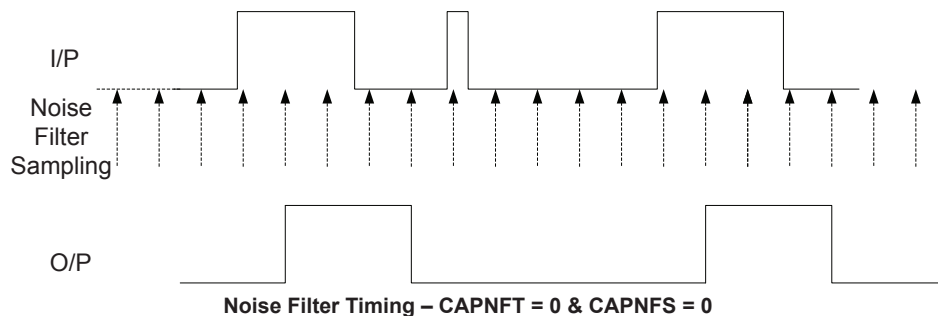 I/P
Noise
Filter
Sampling
O/P
Noise Filter Timing – CAPNFT = 0 & CAPNFS = 0